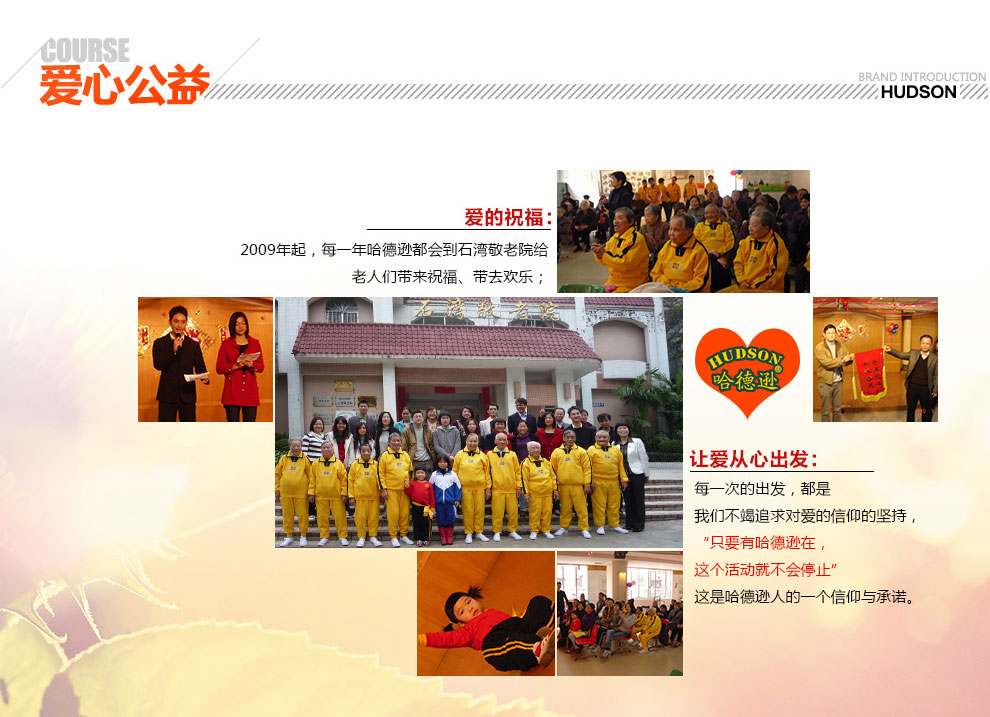 COURSE
爱心公益
BRAND INTRODUCTION
HUDSON
爱的祝福：
2009年起，每一年哈德逊都会到石湾敬老院给
老人们带来祝福、带去欢乐；
石湾敬老院
HUDSON®
哈德逊
让爱从心出发：
每一次的出发，都是
我们不竭追求对爱的信仰的坚持，
“只要有哈德逊在，
这个活动就不会停止”
这是哈德逊人的一个信仰与承诺。